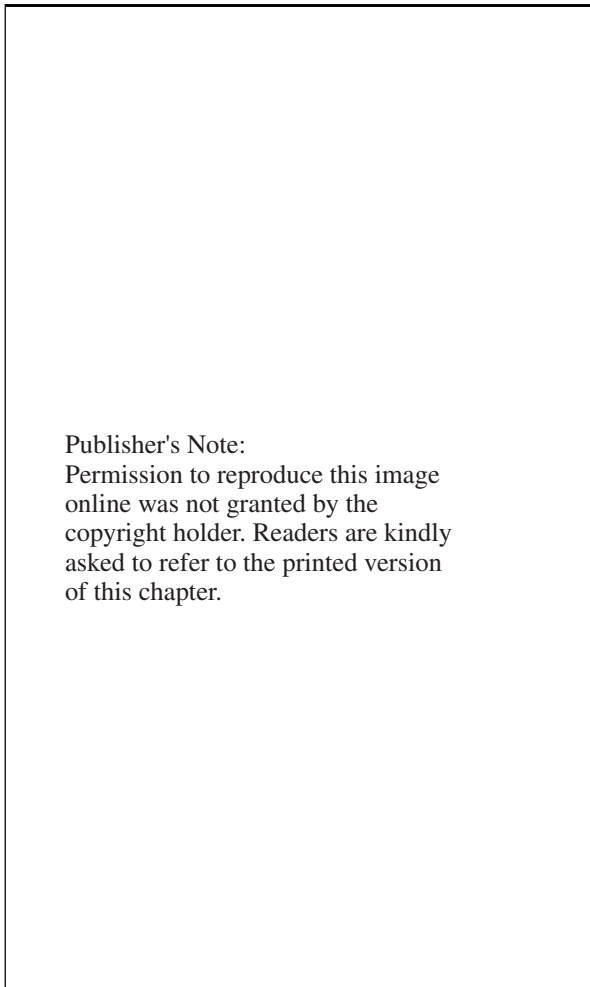 Publisher's Note:
Permission to reproduce this image
online was not granted by the
copyright holder. Readers are kindly
asked to refer to the printed version
of this chapter.